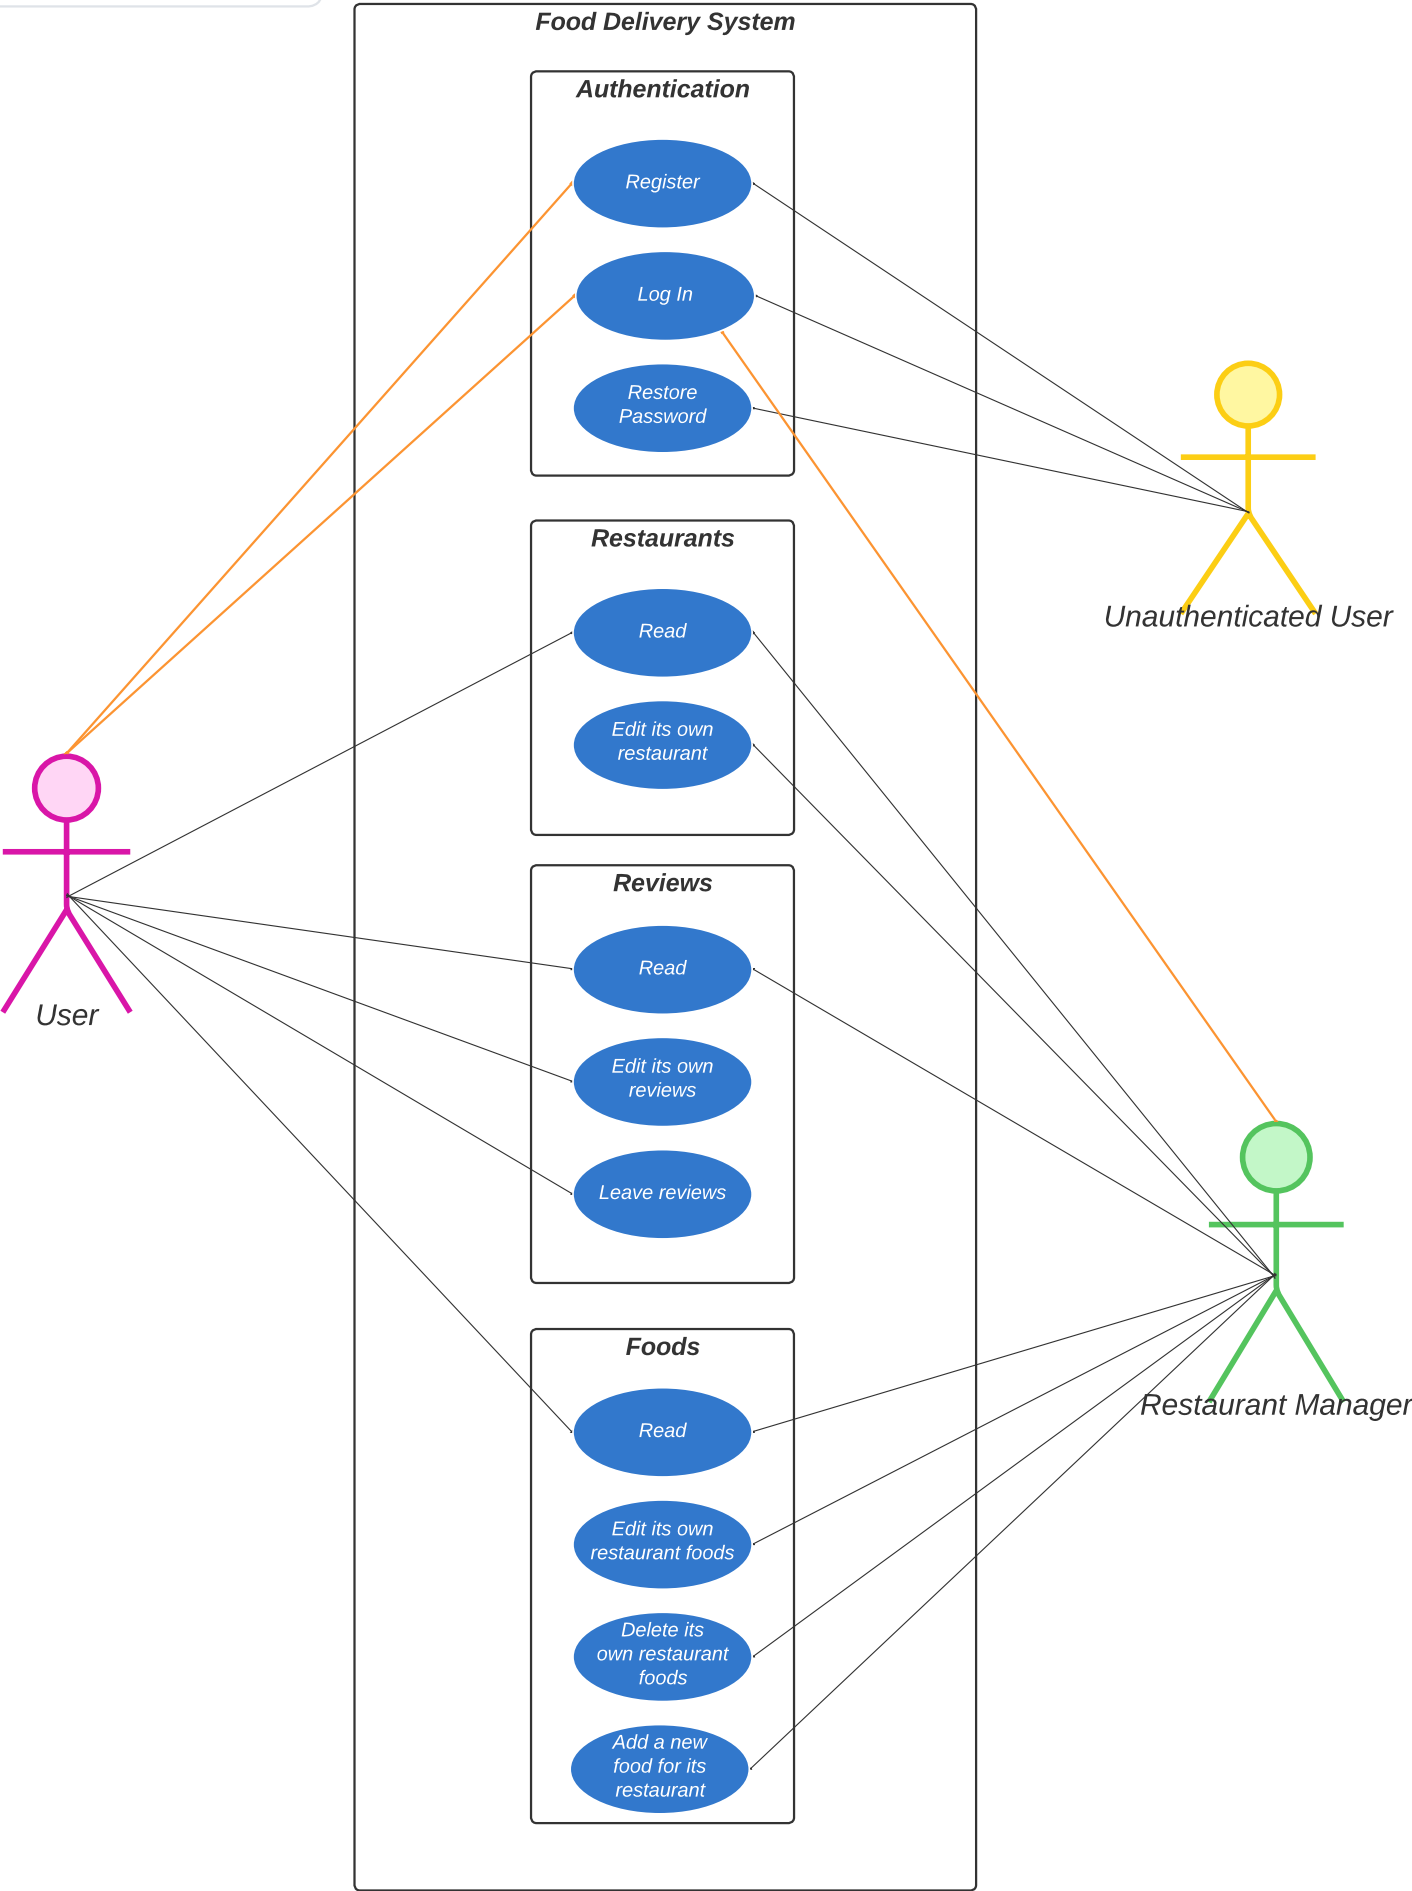 Food Delivery System
Authentication
Register
Log In
Restore
Password
Unauthenticated User
Restaurants
Read
Edit its own
restaurant
User
Reviews
Read
Edit its own
reviews
Leave reviews
Restaurant Manager
Foods
Read
Edit its own
restaurant foods
Delete its
own restaurant
foods
Add a new
food for its
restaurant